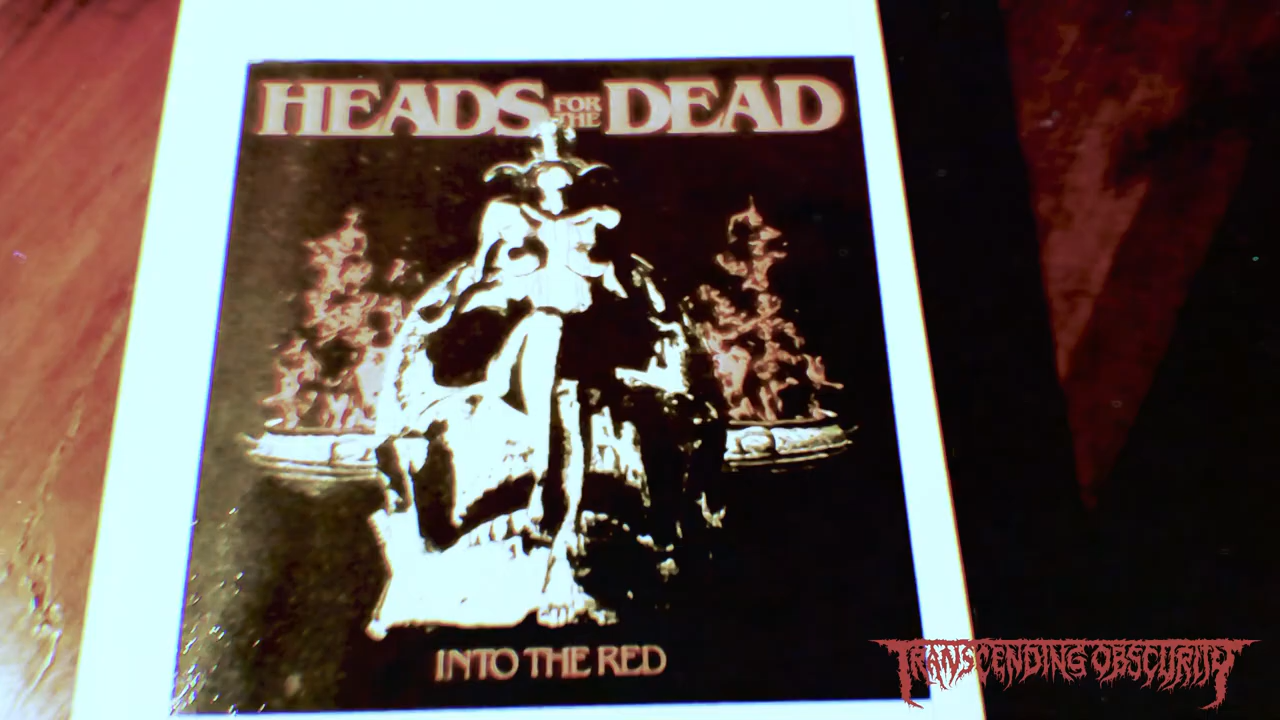 HEADS FOR THE DEAD
INTO THE RED
TRANSCENDING OBSCURITY